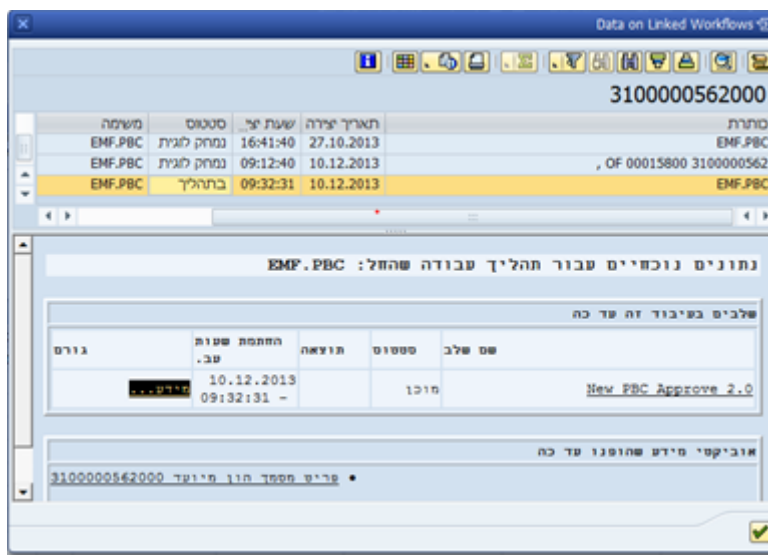 Data on Linked Workflows
3100000562000
כותרת תאריך יצירה שעת יצי... סטטוס משימה
EMF.PBC 27.10.2013 16:41:40 נמחק לוגית EMF.PBC
, OF 00015800 3100000562 10.12.2013 09:12:40 נמחק לוגית EMF.PBC
EMF.PBC 10.12.2013 09:32:31 בתהליך EMF.PBC
נתונים נוכחיים עבור תהליך עבודה שהחל: EMF.PBC
שלבים בעיבוד זה עד כה
שם שלב סטטוס תוצאה החתמת שעות עב. גורם
New PBC Approve 2.0 מוכן 10.12.2013 - 09:32:31 מידע...
אוביקטי מידע שהופנו עד כה
• פריט מסמך הון מיועד 3100000562000